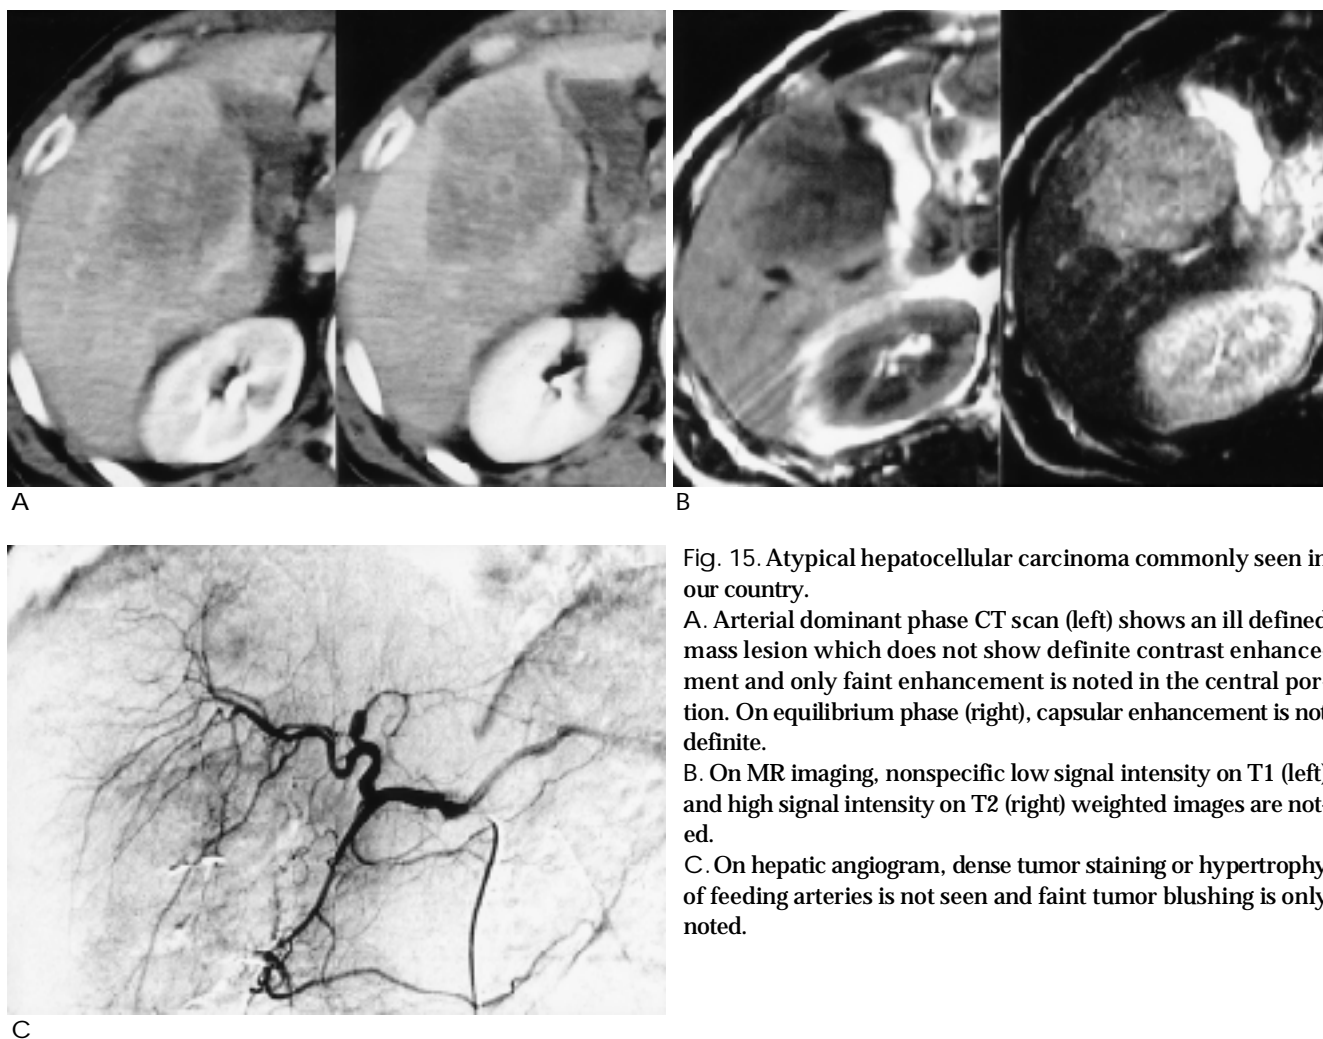 A
B
Fig. 15. Atypical hepatocellular carcinoma commonly seen in
our country.
A. Arterial dominant phase CT scan (left) shows an ill defined
mass lesion which does not show definite contrast enhance-
ment and only faint enhancement is noted in the central por-
tion. On equilibrium phase (right), capsular enhancement is not
definite.
B. On MR imaging, nonspecific low signal intensity on T1 (left)
and high signal intensity on T2 (right) weighted images are not-
ed.
C. On hepatic angiogram, dense tumor staining or hypertrophy
of feeding arteries is not seen and faint tumor blushing is only
noted.
C